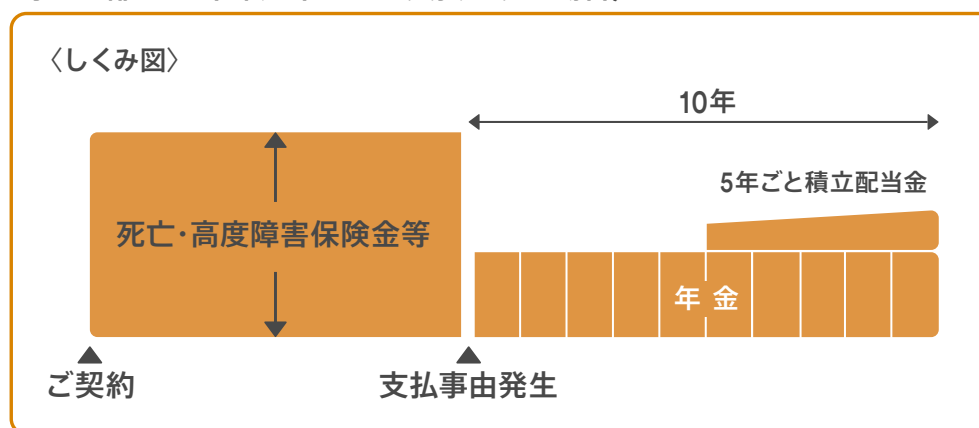 〈しくみ図〉
10年
5年ごと積立配当金
死亡・高度障害保険金等
年金
ご契約
支払事由発生